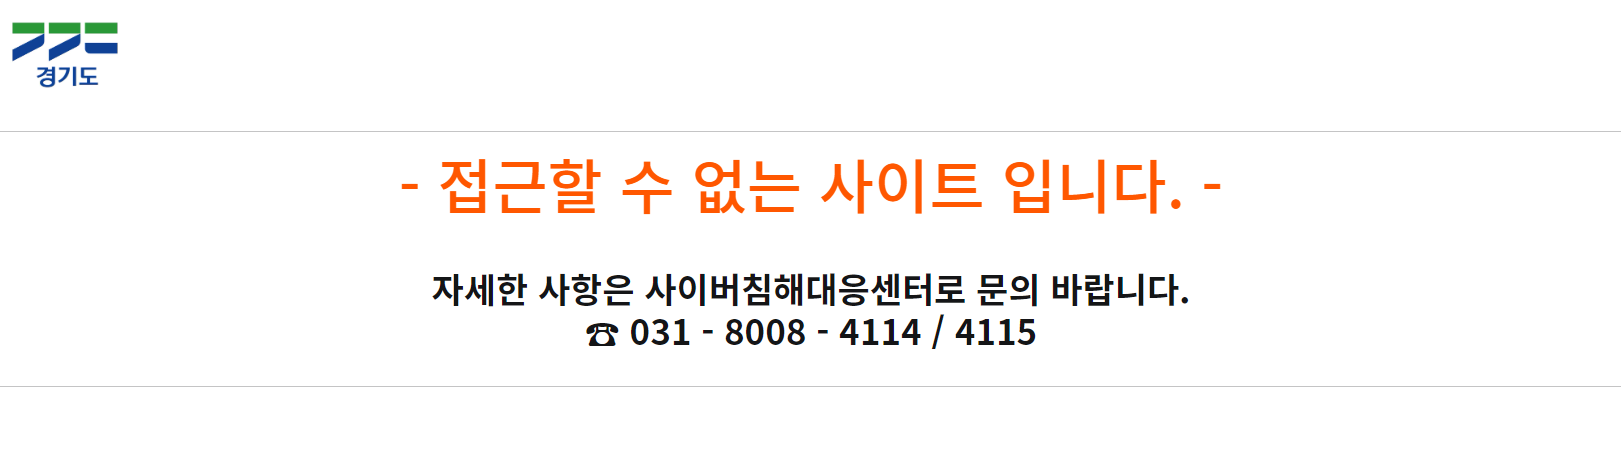 경기도
- 접근할 수 없는 사이트 입니다. -
자세한 사항은 사이버침해대응센터로 문의 바랍니다.
☎ 031 - 8008 - 4114 / 4115